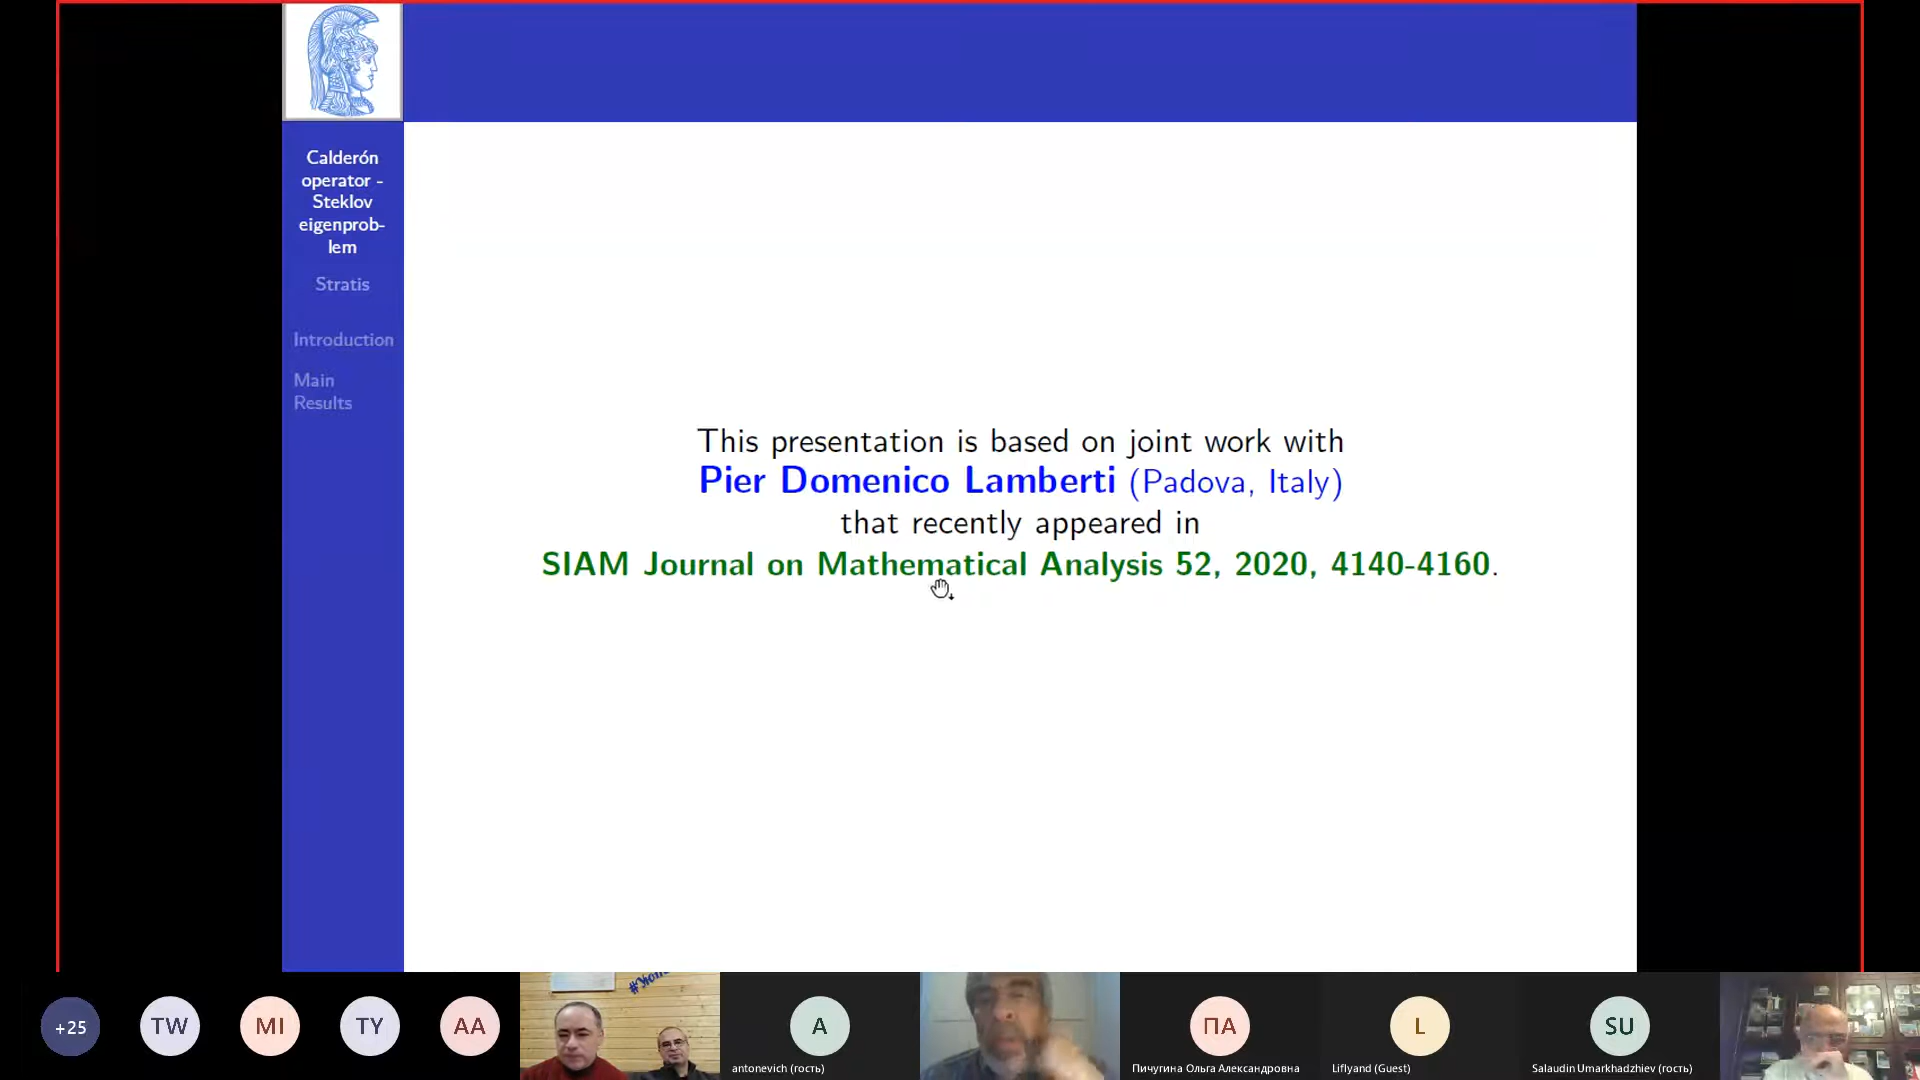 Calderón
operator -
Steklov
eigenprob-
lem
Stratis
Introduction
Main
Results
This presentation is based on joint work with
Pier Domenico Lamberti (Padova, Italy)
that recently appeared in
SIAM Journal on Mathematical Analysis 52, 2020, 4140-4160.
+25
TW
MI
TY
AA
A
antonevich (гость)
ПА
Пичугина Ольга Александровна
L
Liflyand (Guest)
SU
Salaudin Umarkhadzhiev (гость)